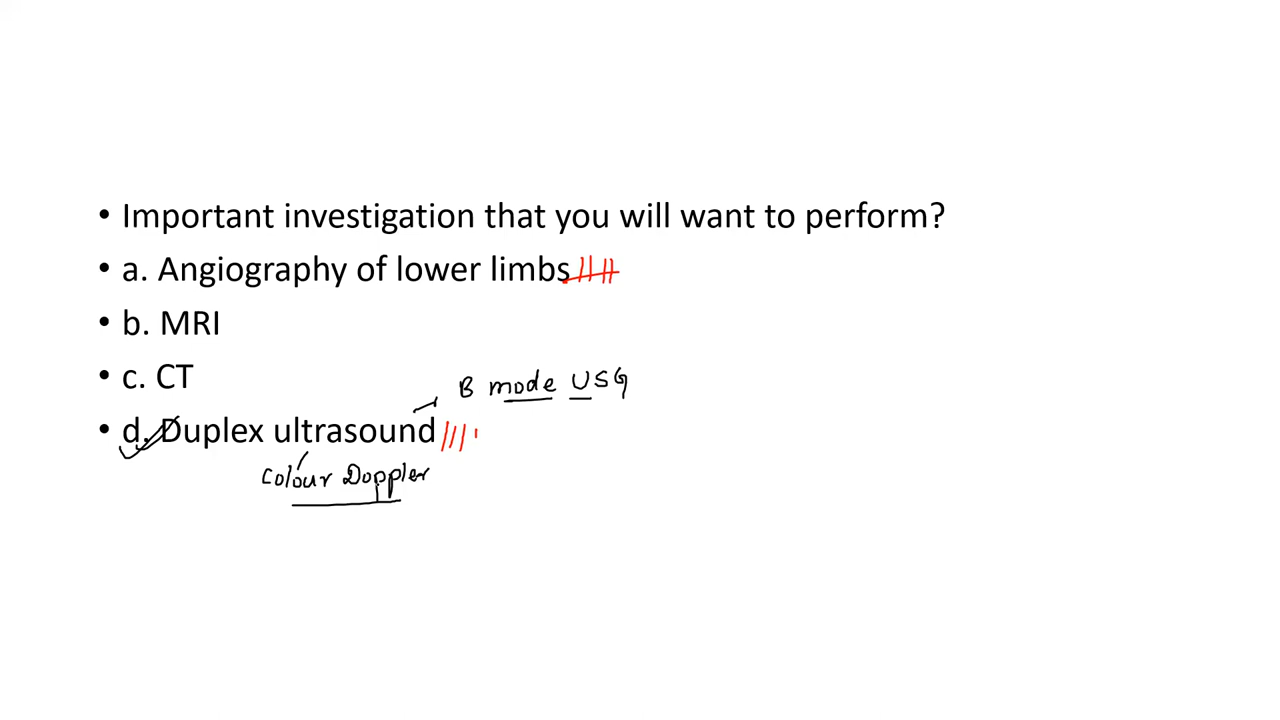 • Important investigation that you will want to perform?
• a. Angiography of lower limbs
• b. MRI
• c. CT
B mode USG
• d. Duplex ultrasound
Colour Doppler